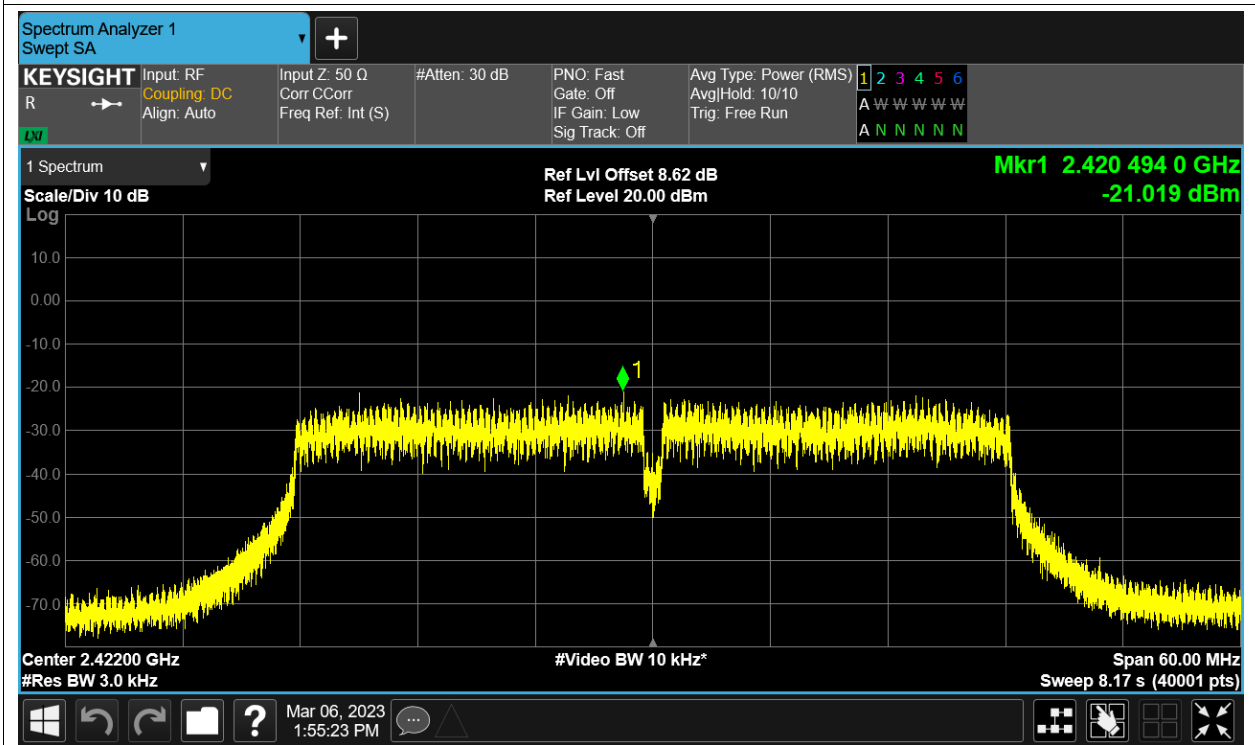 Spectrum Analyzer 1
Swept SA
KEYSIGHT
R
LXI
Input: RF
Coupling: DC
Align: Auto
Input Z: 50 Ω
Corr CCorr
Freq Ref: Int (S)
#Atten: 30 dB
PNO: Fast
Gate: Off
IF Gain: Low
Sig Track: Off
Avg Type: Power (RMS)
Avg|Hold: 10/10
Trig: Free Run
1 2 3 4 5 6
A W W W W W
A N N N N N
1 Spectrum
Scale/Div 10 dB
Log
Ref Lvl Offset 8.62 dB
Ref Level 20.00 dBm
Mkr1 2.420 494 0 GHz
-21.019 dBm
10.0
0.00
-10.0
-20.0
-30.0
-40.0
-50.0
-60.0
-70.0
1
Center 2.42200 GHz
#Res BW 3.0 kHz
#Video BW 10 kHz*
Span 60.00 MHz
Sweep 8.17 s (40001 pts)
?
Mar 06, 2023
1:55:23 PM